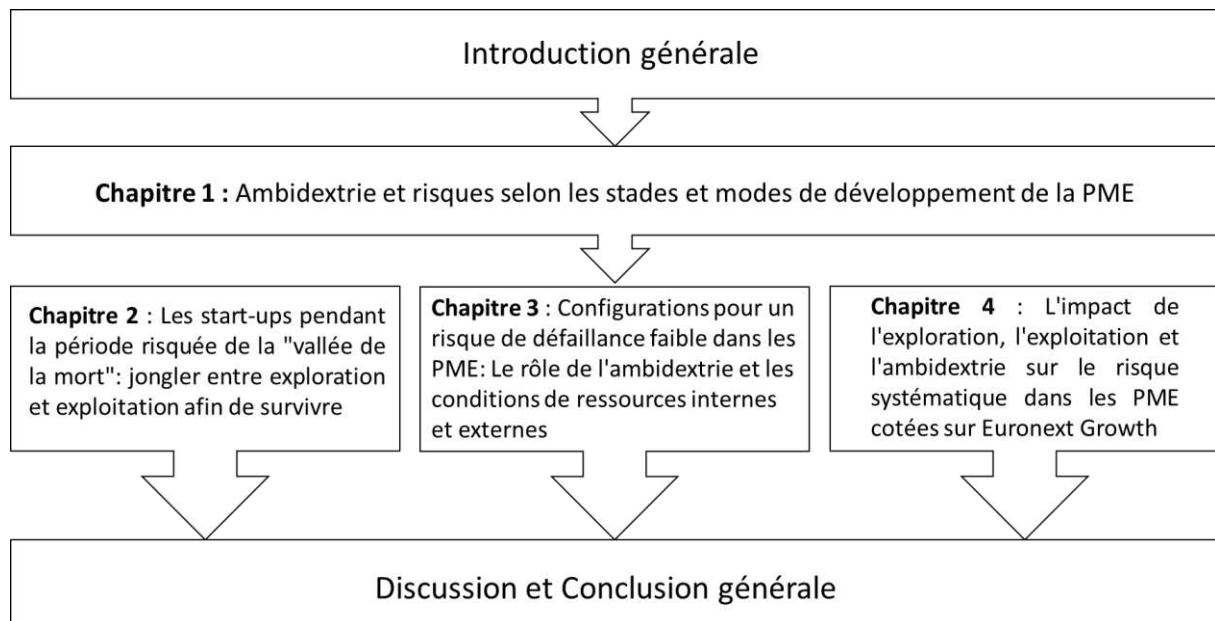 Introduction générale
Chapitre 1 : Ambidextrie et risques selon les stades et modes de développement de la PME
Chapitre 2 : Les start-ups pendant
la période risquée de la "vallée de
la mort": jongler entre exploration
et exploitation afin de survivre
Chapitre 3 : Configurations pour un
risque de défaillance faible dans les
PME: Le rôle de l'ambidextrie et les
conditions de ressources internes
et externes
Chapitre 4 : L'impact de
l'exploration, l'exploitation et
l'ambidextrie sur le risque
systématique dans les PME
cotées sur Euronext Growth
Discussion et Conclusion générale